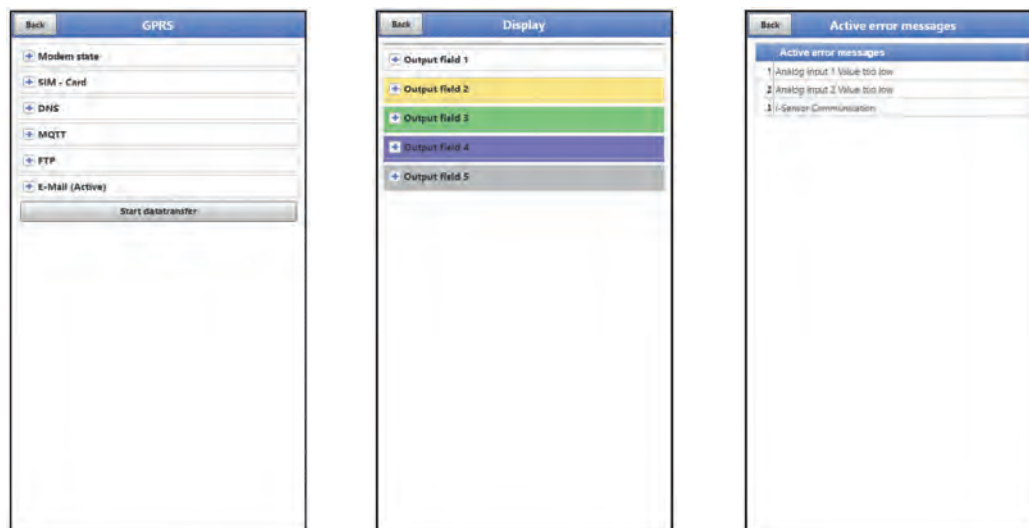 Back
GPRS
Modem state
SIM - Card
DNS
MQTT
FTP
E-Mail (Active)
Start datatransfer
Back
Display
Output field 1
Output field 2
Output field 3
Output field 4
Output field 5
Back
Active error messages
Active error messages
1 Analog input 1 Value too low
2 Analog input 2 Value too low
3 i-Sensor Communication